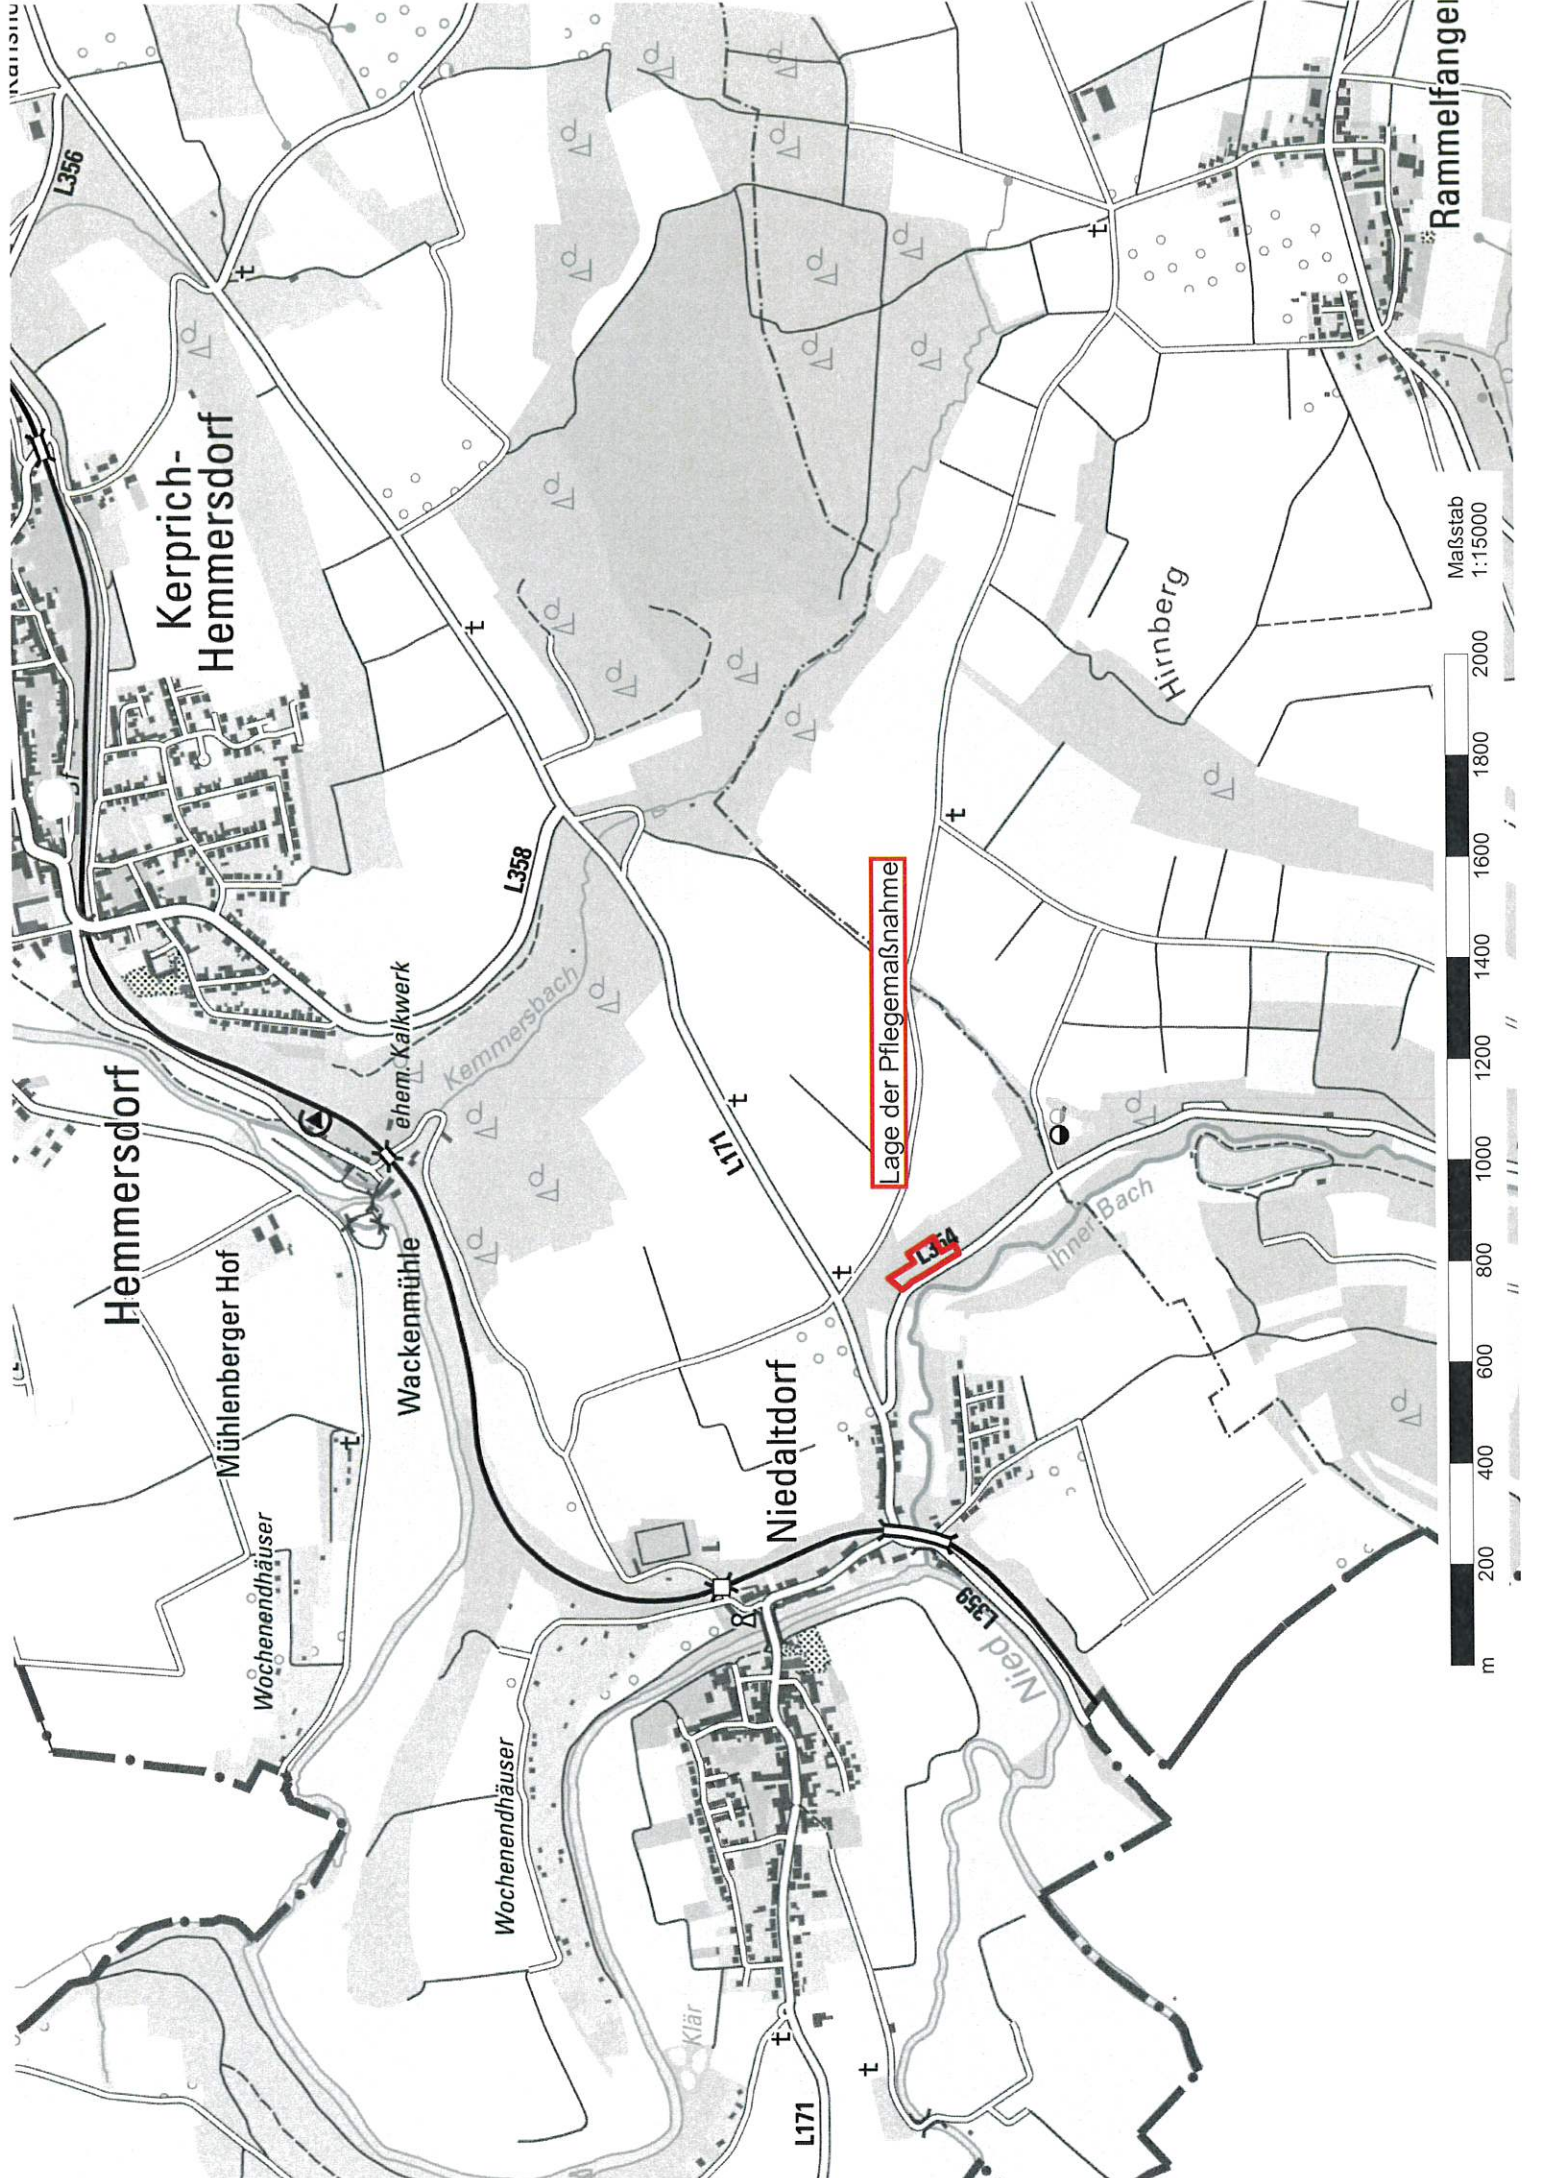 L356
Kerprich-
Hemmersdorf
Hemmersdorf
Mühlenberger Hof
Wackenmühle
ehem. Kalkwerk
Kemmersbach
L358
Wochenendhäuser
Wochenendhäuser
L171
Lage der Pflegemaßnahme
L354
Ihner Bach
Niedaltdorf
Nied
L359
Klär
L171
Hirnberg
Rammelfange
Maßstab
1:15000
m
200
400
600
800
1000
1200
1400
1600
1800
2000